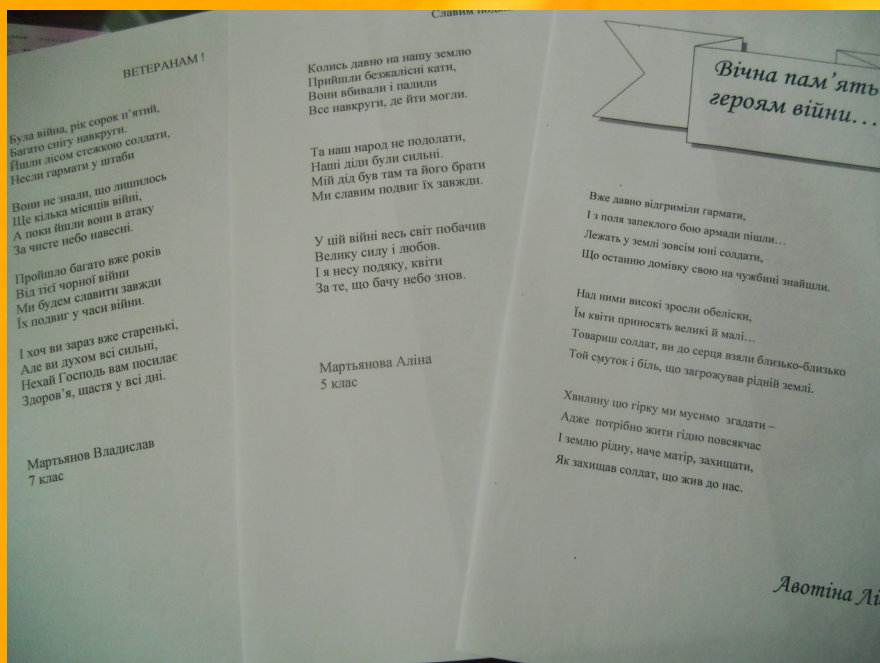 ВЕТЕРАНАМ !
Була війна, рік сорок п’ятий,
Багато снігу навкруги.
Йшли лісом стежкою солдати,
Несли гармати у штаби
Вони не знали, що лишилось
Ще кілька місяців війні,
А поки йшли вони в атаку
За чисте небо навесні.
Пройшло багато вже років
Від тієї чорної війни
Ми будем славити завжди
Їх подвиг у часи війни.
І хоч ви зараз вже старенькі,
Але ви духом всі сильні,
Нехай Господь вам посилає
Здоров’я, щастя у всі дні.
Мартьянов Владислав
7 клас
Славим
Колись давно на нашу землю
Прийшли безжалісні кати,
Вони вбивали і палили
Все навкруги, де йти могли.
Та наш народ не подолати,
Наші діди були сильні.
Мій дід був там та його брати
Ми славим подвиг їх завжди.
У цій війні весь світ побачив
Велику силу і любов.
І я несу подяку, квіти
За те, що бачу небо знов.
Мартьянова Аліна
5 клас
Вічна пам’ять
героям війни…
Вже давно відгриміли гармати,
І з поля запеклого бою армади пішли…
Лежать у землі зовсім юні солдати,
Що останню домівку свою на чужбині знайшли.
Над ними високі зросли обеліски,
Їм квіти приносять великі й малі…
Товариш солдат, ви до серця взяли близько-близько
Той смуток і біль, що загрожував рідній землі.
Хвилину цю гірку ми мусимо згадати –
Адже потрібно жити гідно повсякчас
І землю рідну, наче матір, захищати,
Як захищав солдат, що жив до нас.
Авотіна